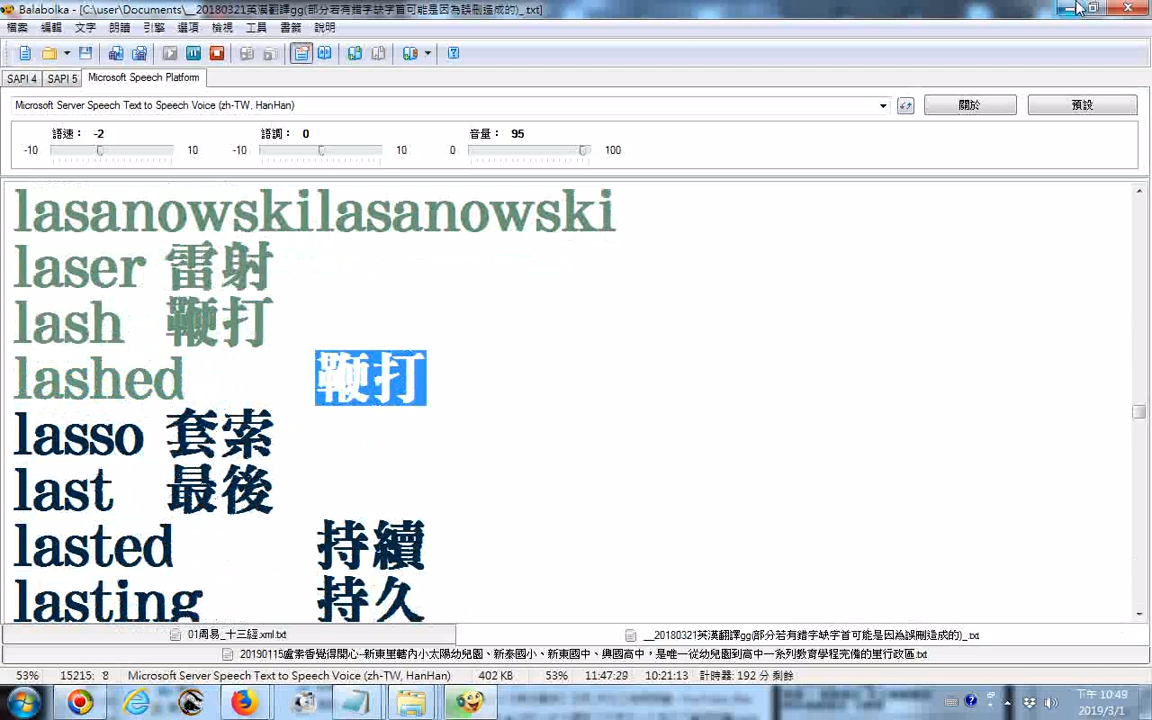 Balabolka - [C:\user\Documents\__20180321英漢翻譯gg(部分若有錯字缺字首可能是因為誤刪造成的)_.txt]
檔案 編輯 文字 朗讀 引擎 選項 檢視 工具 書籤 說明
SAPI 4 SAPI 5 Microsoft Speech Platform
Microsoft Server Speech Text to Speech Voice (zh-TW, HanHan) 關於 預設
語速： -2 語調： 0 音量： 95
-10 10 -10 10 0 100
lasanowskilasanowski
laser 雷射
lash 鞭打
lashed 鞭打
lasso 套索
last 最後
lasted 持續
lasting 持久
01周易_十三經.xml.txt __20180321英漢翻譯gg(部分若有錯字缺字首可能是因為誤刪造成的)_.txt
20190115盧素香覺得開心--新東里轄內小太陽幼兒園、新泰國小、新東國中、興國高中，是唯一從幼兒園到高中一系列教育學程完備的里行政區.txt
53% 15215: 8 Microsoft Server Speech Text to Speech Voice (zh-TW, HanHan) 402 KB 53% 11:47:29 10:21:13 計時器: 192 分 剩餘
下午 10:49
2019/3/1